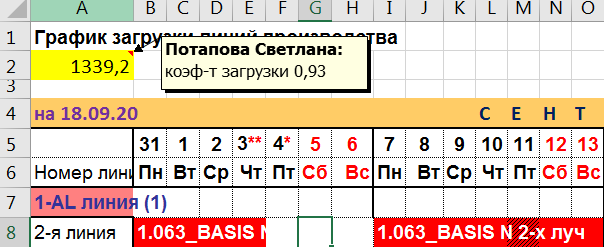 A B C D E F G H I J K L M N O
1 График загрузки линий производства
Потапова Светлана:
2 1339,2 коэф-т загрузки 0,93
3
4 на 18.09.20 С Е Н Т
5 31 1 2 3** 4* 5 6 7 8 9 10 11 12 13
6 Номер лини Пн Вт Ср Чт Пт Сб Вс Пн Вт Ср Чт Пт Сб Вс
7 1-AL линия (1)
8 2-я линия 1.063_BASIS N 1.063_BASIS N 2-х луч